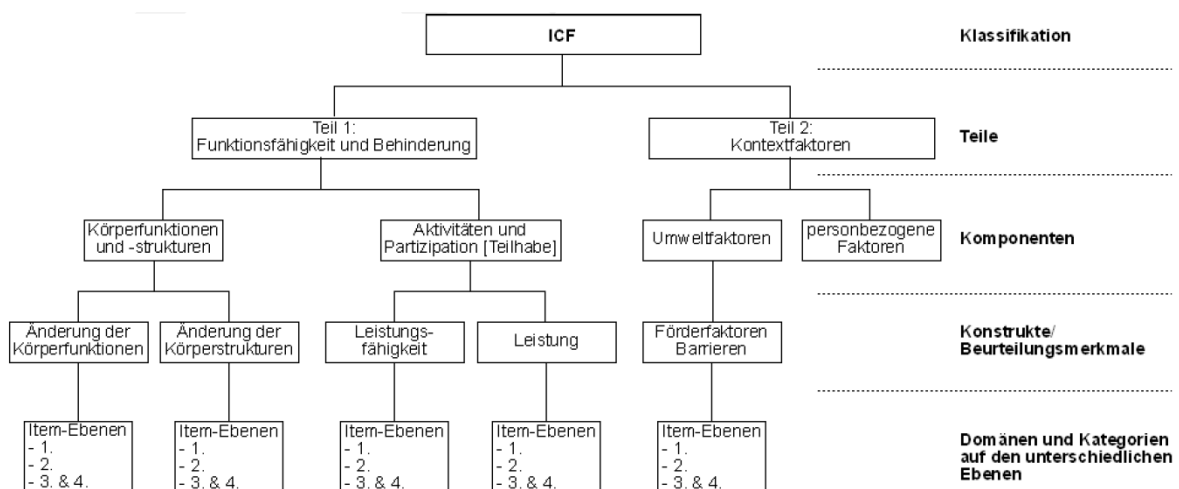 ICF
Klassifikation
Teil 1:
Funktionsfähigkeit und Behinderung
Teil 2:
Kontextfaktoren
Teile
Körperfunktionen
und -strukturen
Aktivitäten und
Partizipation [Teilhabe]
Umweltfaktoren
personbezogene
Faktoren
Komponenten
Änderung der
Körperfunktionen
Änderung der
Körperstrukturen
Leistungs-
fähigkeit
Leistung
Förderfaktoren
Barrieren
Konstrukte/
Beurteilungsmerkmale
Item-Ebenen
- 1.
- 2.
- 3. & 4.
Item-Ebenen
- 1.
- 2.
- 3. & 4.
Item-Ebenen
- 1.
- 2.
- 3. & 4.
Item-Ebenen
- 1.
- 2.
- 3. & 4.
Item-Ebenen
- 1.
- 2.
- 3. & 4.
Domänen und Kategorien
auf den unterschiedlichen
Ebenen